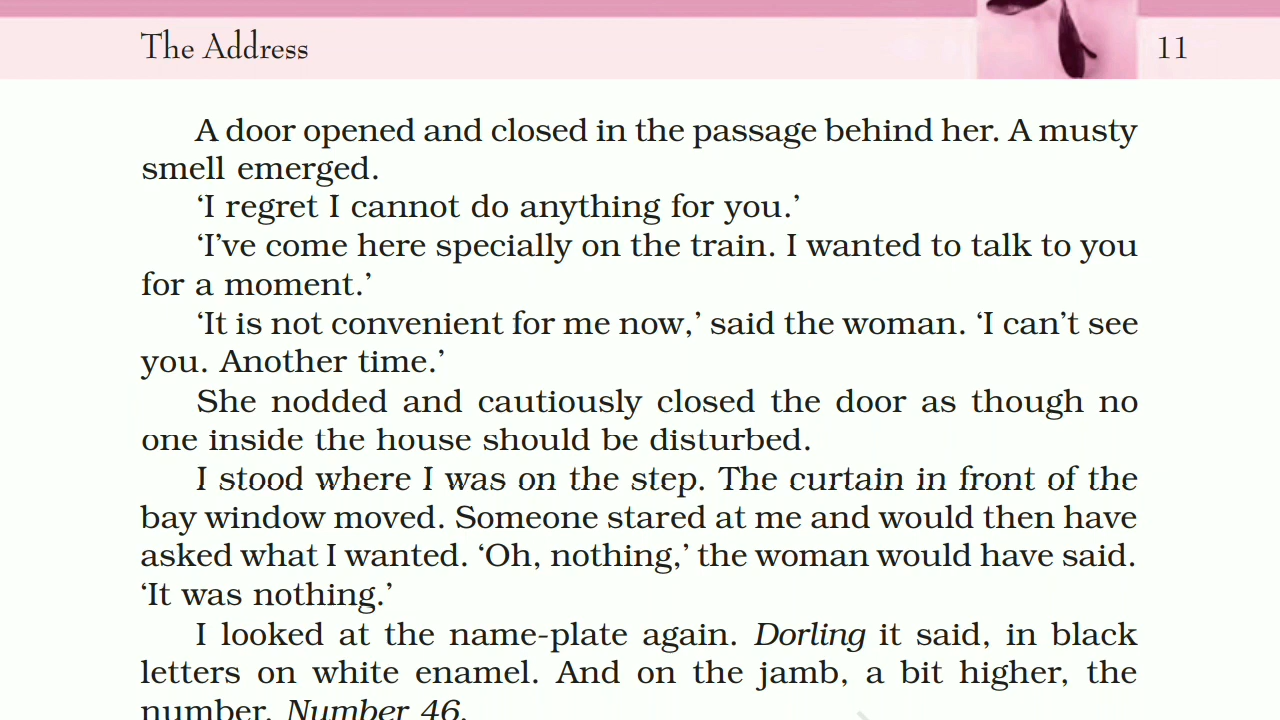 The Address
11
A door opened and closed in the passage behind her. A musty
smell emerged.
‘I regret I cannot do anything for you.’
‘I’ve come here specially on the train. I wanted to talk to you
for a moment.’
‘It is not convenient for me now,’ said the woman. ‘I can’t see
you. Another time.’
She nodded and cautiously closed the door as though no
one inside the house should be disturbed.
I stood where I was on the step. The curtain in front of the
bay window moved. Someone stared at me and would then have
asked what I wanted. ‘Oh, nothing,’ the woman would have said.
‘It was nothing.’
I looked at the name-plate again. Dorling it said, in black
letters on white enamel. And on the jamb, a bit higher, the
number. Number 46.